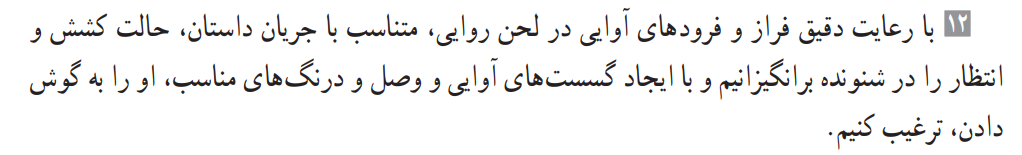 ۱۲ با رعایت دقیق فراز و فرودهای آوایی در لحن روایی، متناسب با جریان داستان، حالت کشش و
انتظار را در شنونده برانگیزانیم و با ایجاد گسست‌های آوایی و وصل و درنگ‌های مناسب، او را به گوش
دادن، ترغیب کنیم.